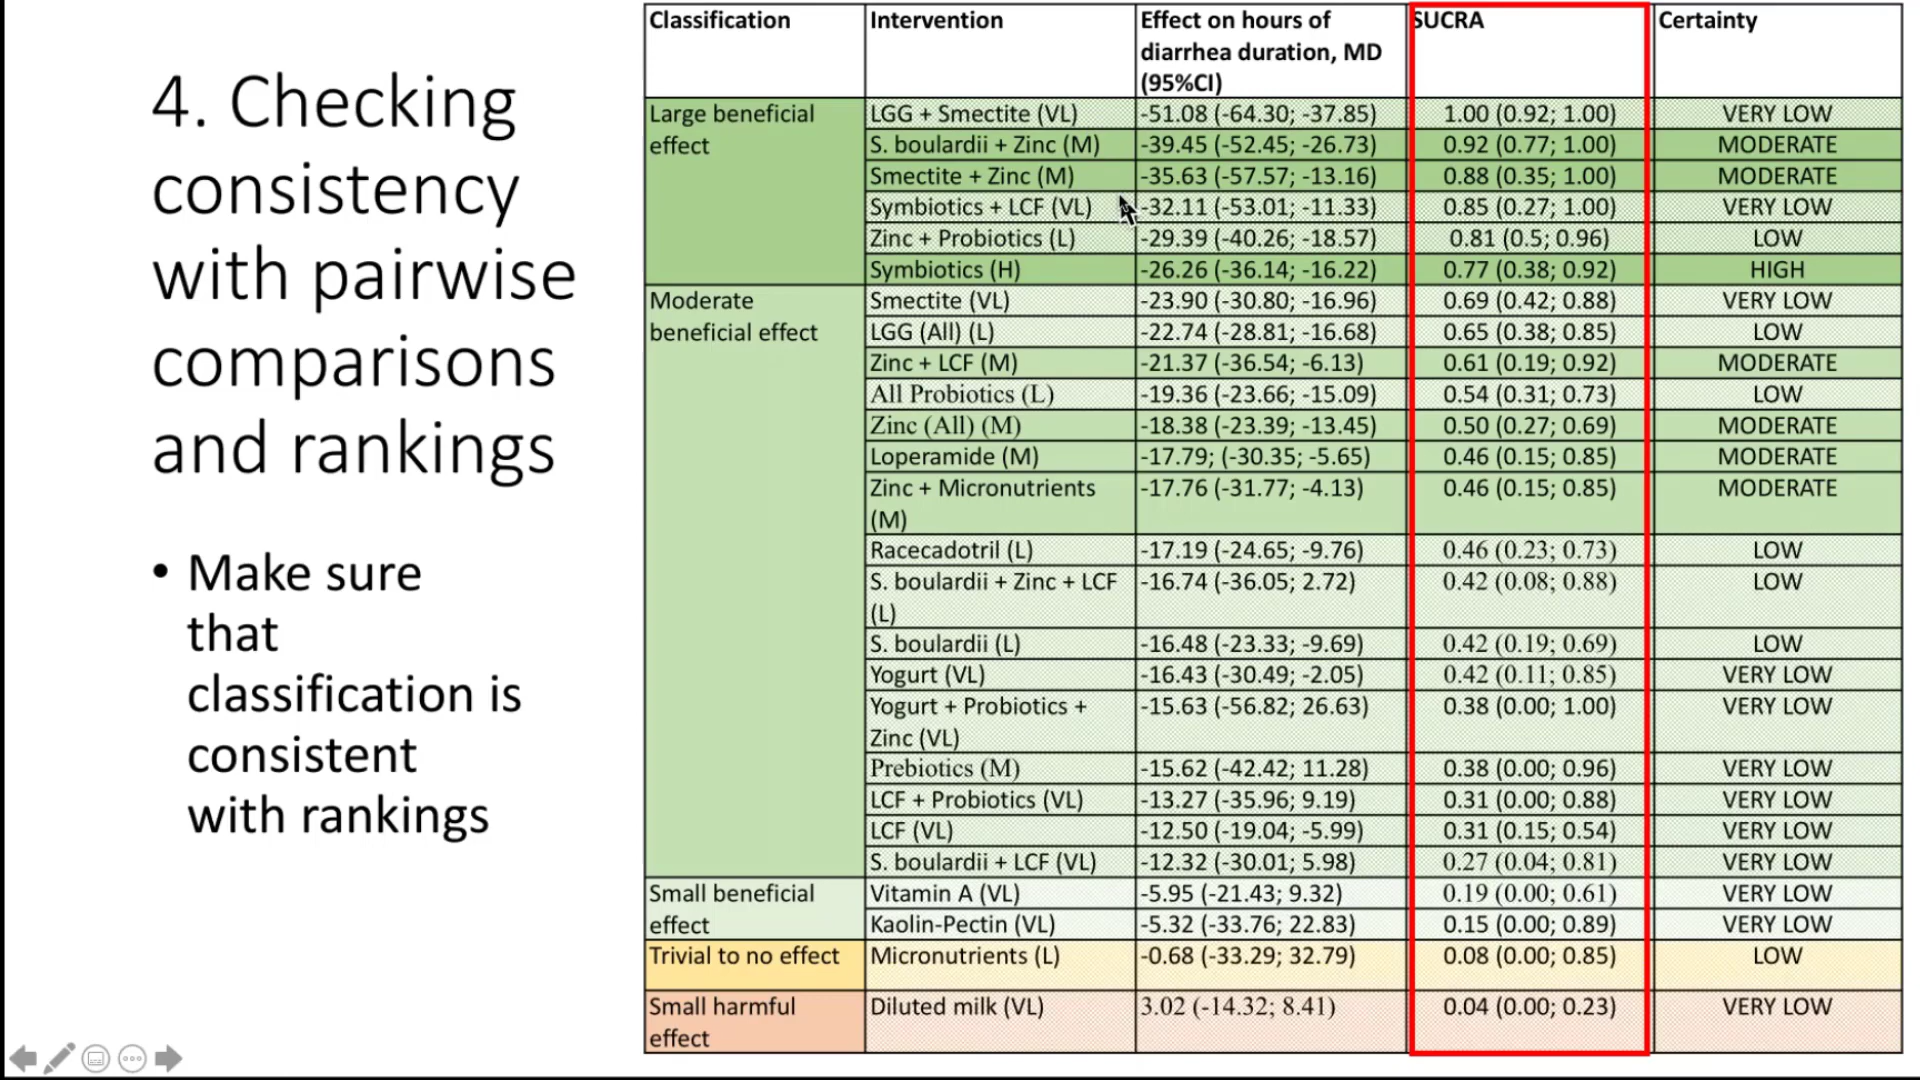 4. Checking
consistency
with pairwise
comparisons
and rankings
• Make sure
that
classification is
consistent
with rankings
Classification Intervention Effect on hours of diarrhea duration, MD (95%CI) SUCRA Certainty
Large beneficial effect LGG + Smectite (VL) -51.08 (-64.30; -37.85) 1.00 (0.92; 1.00) VERY LOW
S. boulardii + Zinc (M) -39.45 (-52.45; -26.73) 0.92 (0.77; 1.00) MODERATE
Smectite + Zinc (M) -35.63 (-57.57; -13.16) 0.88 (0.35; 1.00) MODERATE
Symbiotics + LCF (VL) -32.11 (-53.01; -11.33) 0.85 (0.27; 1.00) VERY LOW
Zinc + Probiotics (L) -29.39 (-40.26; -18.57) 0.81 (0.5; 0.96) LOW
Symbiotics (H) -26.26 (-36.14; -16.22) 0.77 (0.38; 0.92) HIGH
Moderate beneficial effect Smectite (VL) -23.90 (-30.80; -16.96) 0.69 (0.42; 0.88) VERY LOW
LGG (All) (L) -22.74 (-28.81; -16.68) 0.65 (0.38; 0.85) LOW
Zinc + LCF (M) -21.37 (-36.54; -6.13) 0.61 (0.19; 0.92) MODERATE
All Probiotics (L) -19.36 (-23.66; -15.09) 0.54 (0.31; 0.73) LOW
Zinc (All) (M) -18.38 (-23.39; -13.45) 0.50 (0.27; 0.69) MODERATE
Loperamide (M) -17.79; (-30.35; -5.65) 0.46 (0.15; 0.85) MODERATE
Zinc + Micronutrients (M) -17.76 (-31.77; -4.13) 0.46 (0.15; 0.85) MODERATE
Racecadotril (L) -17.19 (-24.65; -9.76) 0.46 (0.23; 0.73) LOW
S. boulardii + Zinc + LCF (L) -16.74 (-36.05; 2.72) 0.42 (0.08; 0.88) LOW
S. boulardii (L) -16.48 (-23.33; -9.69) 0.42 (0.19; 0.69) LOW
Yogurt (VL) -16.43 (-30.49; -2.05) 0.42 (0.11; 0.85) VERY LOW
Yogurt + Probiotics + Zinc (VL) -15.63 (-56.82; 26.63) 0.38 (0.00; 1.00) VERY LOW
Prebiotics (M) -15.62 (-42.42; 11.28) 0.38 (0.00; 0.96) VERY LOW
LCF + Probiotics (VL) -13.27 (-35.96; 9.19) 0.31 (0.00; 0.88) VERY LOW
LCF (VL) -12.50 (-19.04; -5.99) 0.31 (0.15; 0.54) VERY LOW
S. boulardii + LCF (VL) -12.32 (-30.01; 5.98) 0.27 (0.04; 0.81) VERY LOW
Small beneficial effect Vitamin A (VL) -5.95 (-21.43; 9.32) 0.19 (0.00; 0.61) VERY LOW
Kaolin-Pectin (VL) -5.32 (-33.76; 22.83) 0.15 (0.00; 0.89) VERY LOW
Trivial to no effect Micronutrients (L) -0.68 (-33.29; 32.79) 0.08 (0.00; 0.85) LOW
Small harmful effect Diluted milk (VL) 3.02 (-14.32; 8.41) 0.04 (0.00; 0.23) VERY LOW